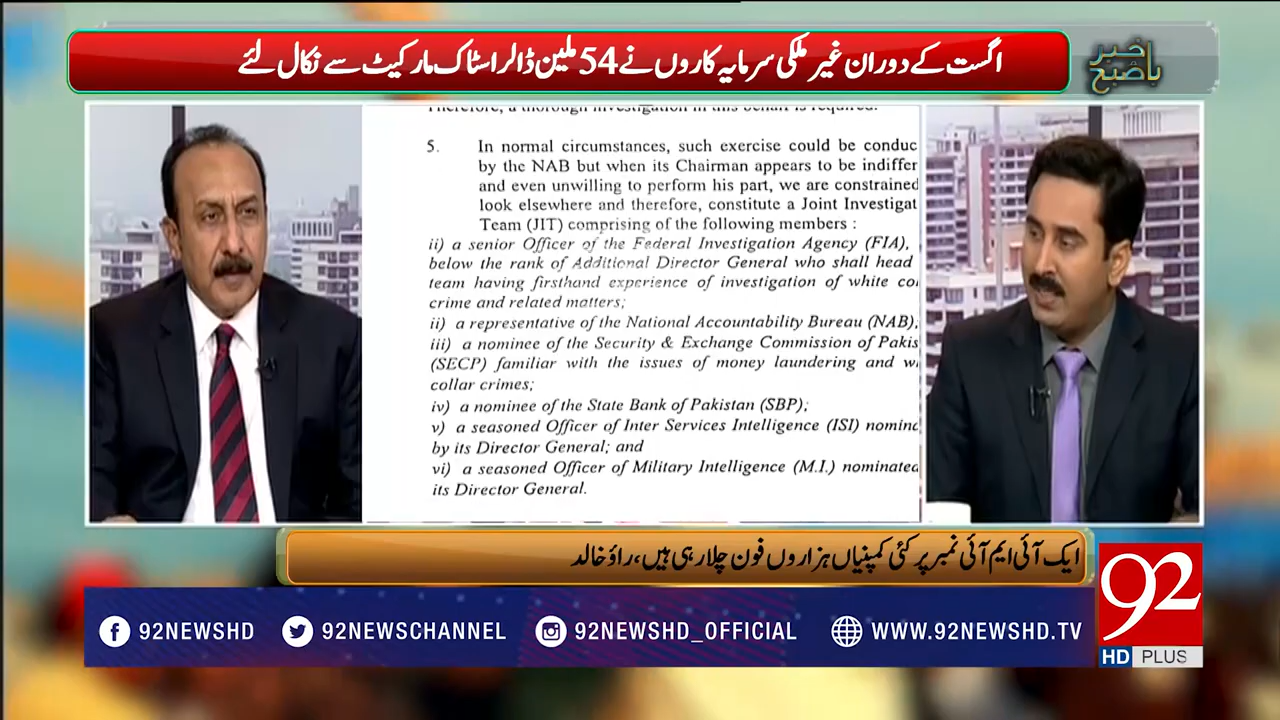 اگست کے دوران غیر ملکی سرمایہ کاروں نے 54 ملین ڈالر اسٹاک مارکیٹ سے نکال لئے
باخبر
صبح
Therefore, a thorough investigation in this behalf is required.
5. In normal circumstances, such exercise could be conduc
by the NAB but when its Chairman appears to be indiffer
and even unwilling to perform his part, we are constrained
look elsewhere and therefore, constitute a Joint Investigat
Team (JIT) comprising of the following members :
ii) a senior Officer of the Federal Investigation Agency (FIA),
below the rank of Additional Director General who shall head
team having firsthand experience of investigation of white co
crime and related matters;
ii) a representative of the National Accountability Bureau (NAB),
iii) a nominee of the Security & Exchange Commission of Pakis
(SECP) familiar with the issues of money laundering and w
collar crimes;
iv) a nominee of the State Bank of Pakistan (SBP);
v) a seasoned Officer of Inter Services Intelligence (ISI) nomina
by its Director General; and
vi) a seasoned Officer of Military Intelligence (M.I.) nominated
its Director General.
ایک آئی ایم آئی نمبر پر کئی کمپنیاں ہزاروں فون چلا رہی ہیں، راؤ خالد
92NEWSHD 92NEWSCHANNEL 92NEWSHD_OFFICIAL WWW.92NEWSHD.TV
92
HD PLUS